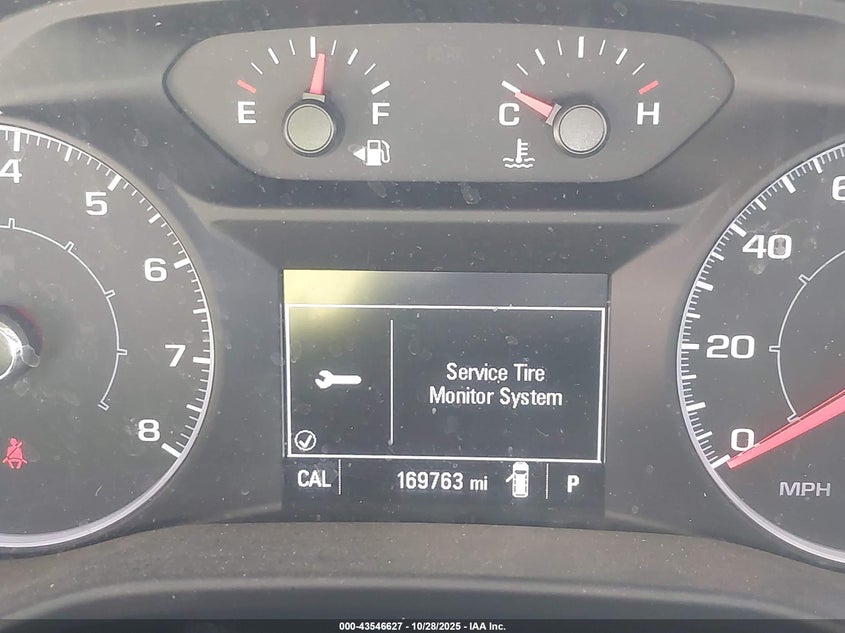 E F
C H
4
5
6
7
8
40
20
0
MPH
Service Tire
Monitor System
CAL 169763 mi P
000-43546627 - 10/28/2025 - IAA Inc.